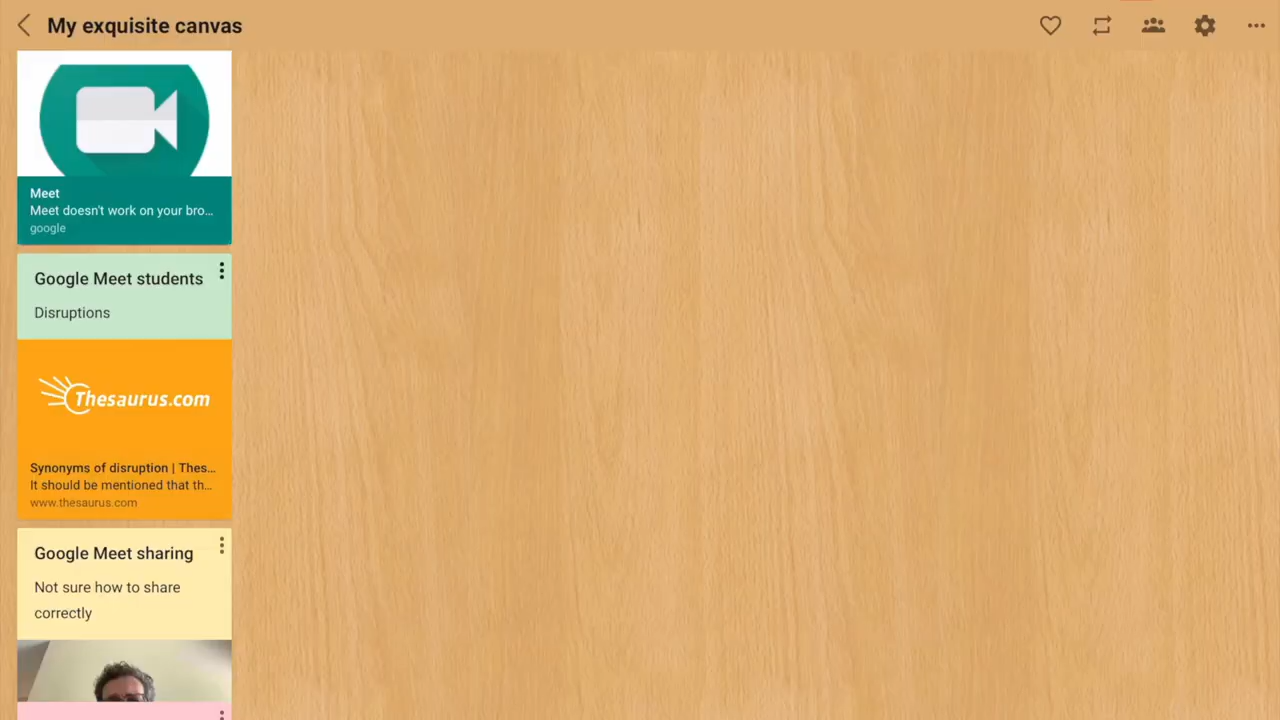 My exquisite canvas
Meet
Meet doesn't work on your bro…
google
Google Meet students
Disruptions
Thesaurus.com
Synonyms of disruption | Thes…
It should be mentioned that th…
www.thesaurus.com
Google Meet sharing
Not sure how to share
correctly